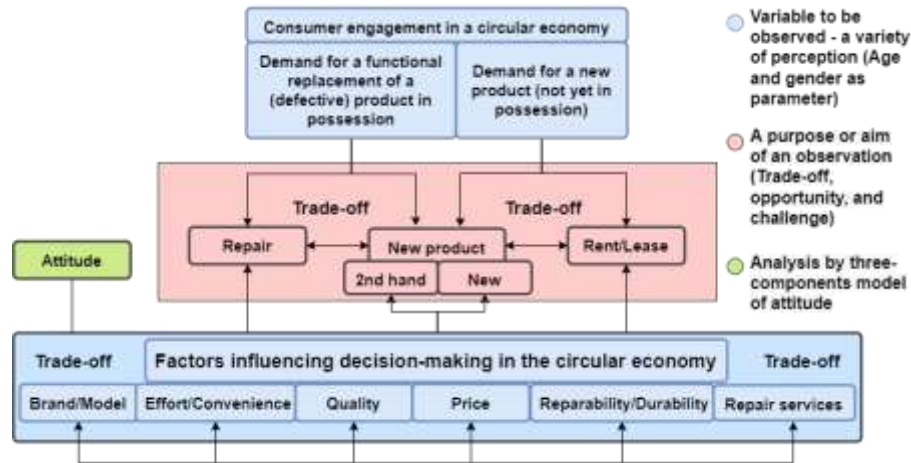 Consumer engagement in a circular economy
Demand for a functional
replacement of a
(defective) product in
possession
Demand for a new
product (not yet in
possession)
Trade-off
Trade-off
Repair
New product
Rent/Lease
2nd hand
New
Attitude
Trade-off
Factors influencing decision-making in the circular economy
Trade-off
Brand/Model
Effort/Convenience
Quality
Price
Reparability/Durability
Repair services
Variable to be
observed - a variety
of perception (Age
and gender as
parameter)
A purpose or aim
of an observation
(Trade-off,
opportunity, and
challenge)
Analysis by three-
components model
of attitude